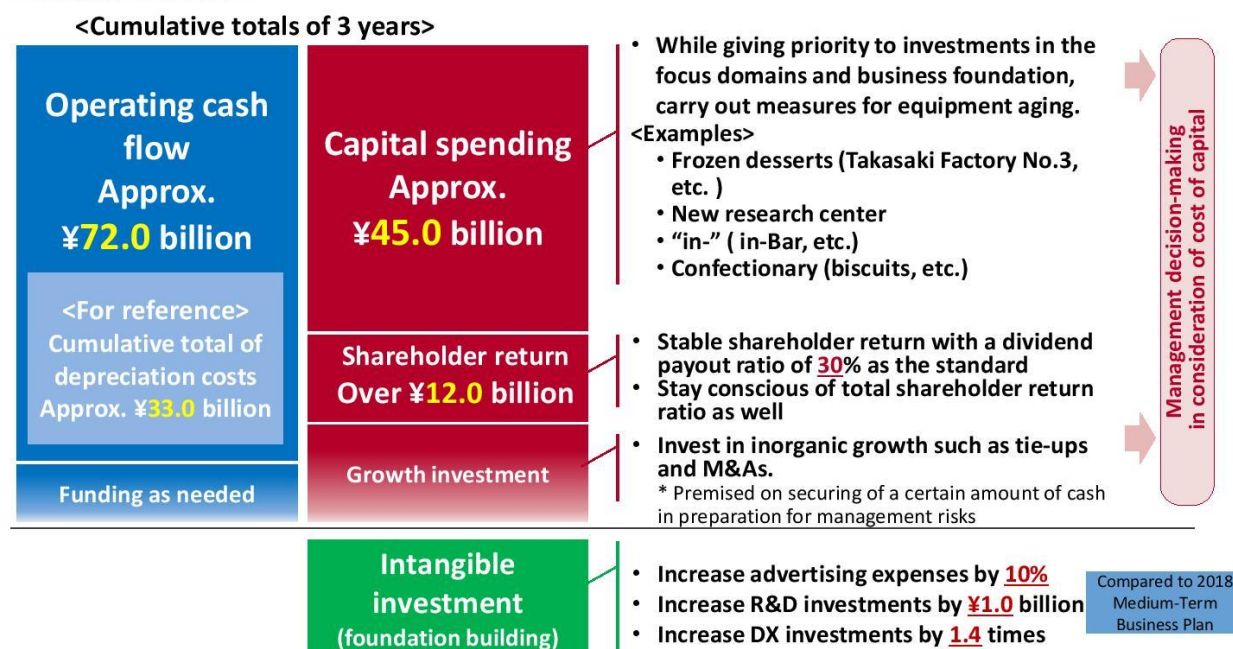 <Cumulative totals of 3 years>
Operating cash
flow
Approx.
¥72.0 billion
<For reference>
Cumulative total of
depreciation costs
Approx. ¥33.0 billion
Funding as needed
Capital spending
Approx.
¥45.0 billion
Shareholder return
Over ¥12.0 billion
Growth investment
• While giving priority to investments in the
focus domains and business foundation,
carry out measures for equipment aging.
<Examples>
• Frozen desserts (Takasaki Factory No.3,
etc. )
• New research center
• “in-” ( in-Bar, etc.)
• Confectionary (biscuits, etc.)
• Stable shareholder return with a dividend
payout ratio of 30% as the standard
• Stay conscious of total shareholder return
ratio as well
• Invest in inorganic growth such as tie-ups
and M&As.
* Premised on securing of a certain amount of cash
in preparation for management risks
Management decision-making
in consideration of cost of capital
Intangible
investment
(foundation building)
• Increase advertising expenses by 10%
• Increase R&D investments by ¥1.0 billion
• Increase DX investments by 1.4 times
Compared to 2018
Medium-Term
Business Plan